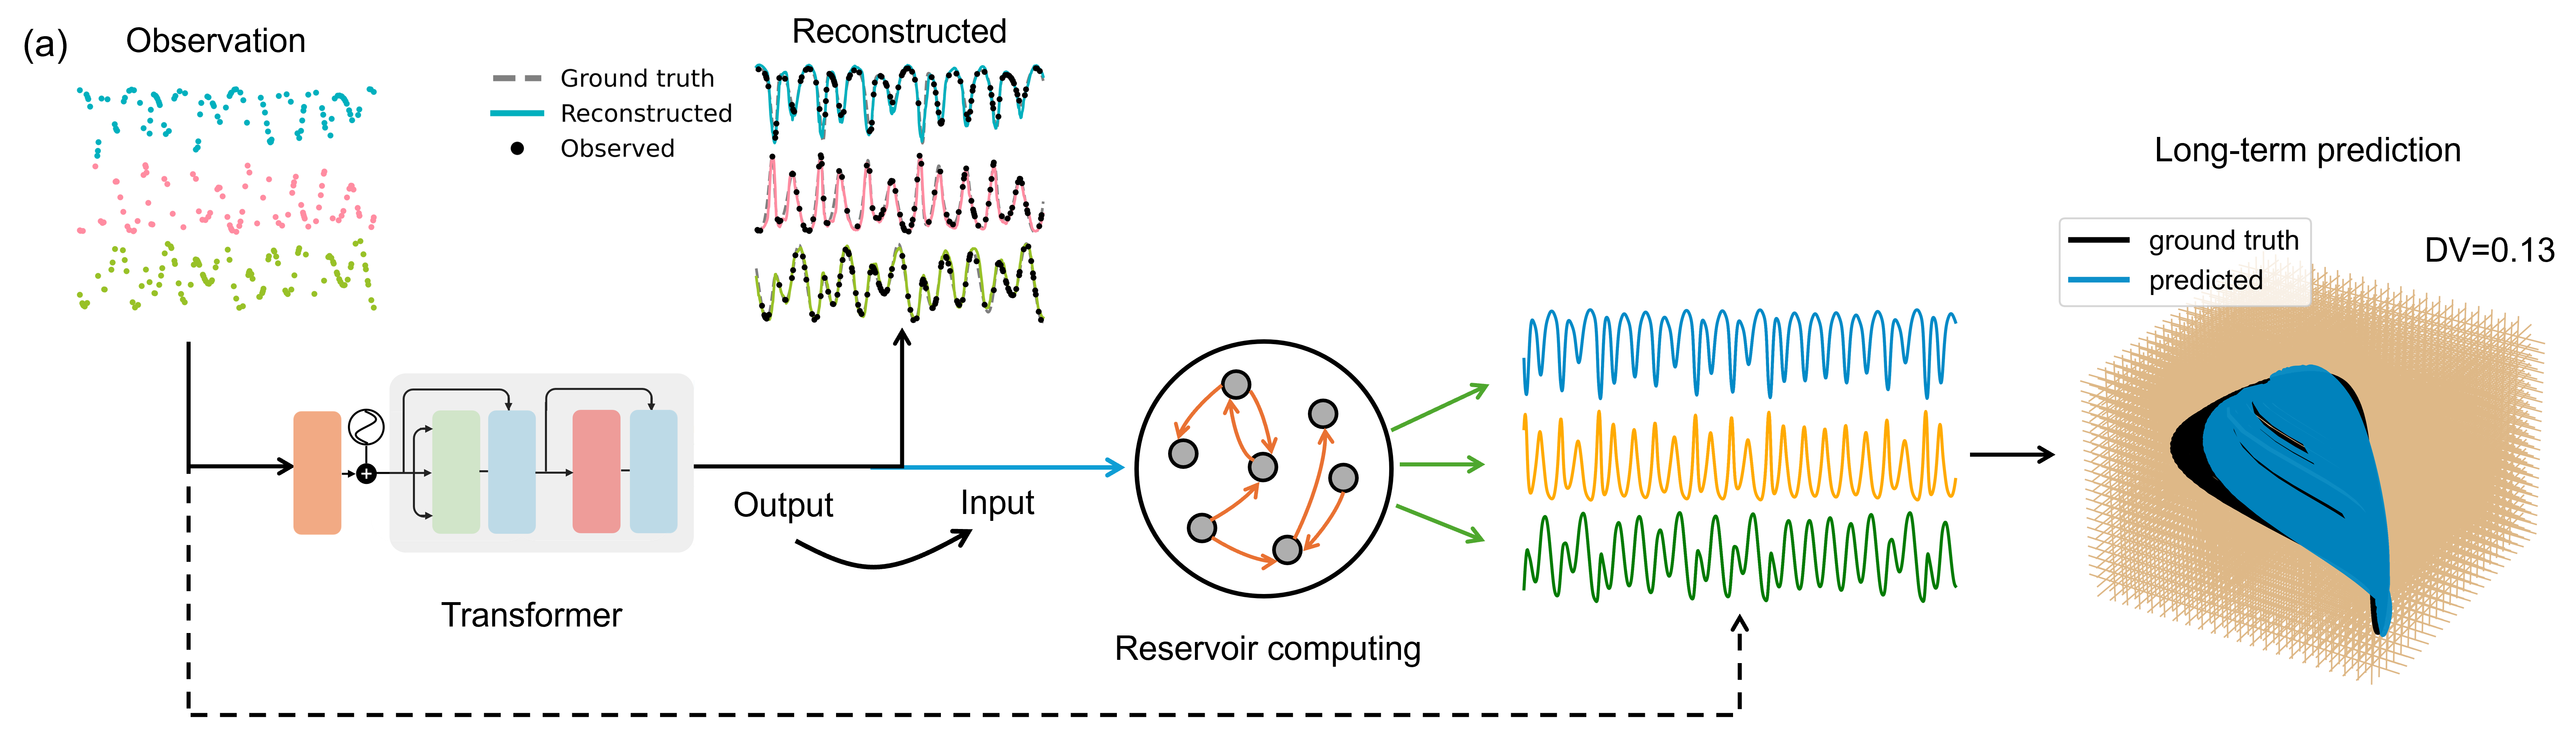 (a)
Observation
Reconstructed
Ground truth
Reconstructed
Observed
Output
Input
Transformer
Reservoir computing
Long-term prediction
ground truth
predicted
DV=0.13